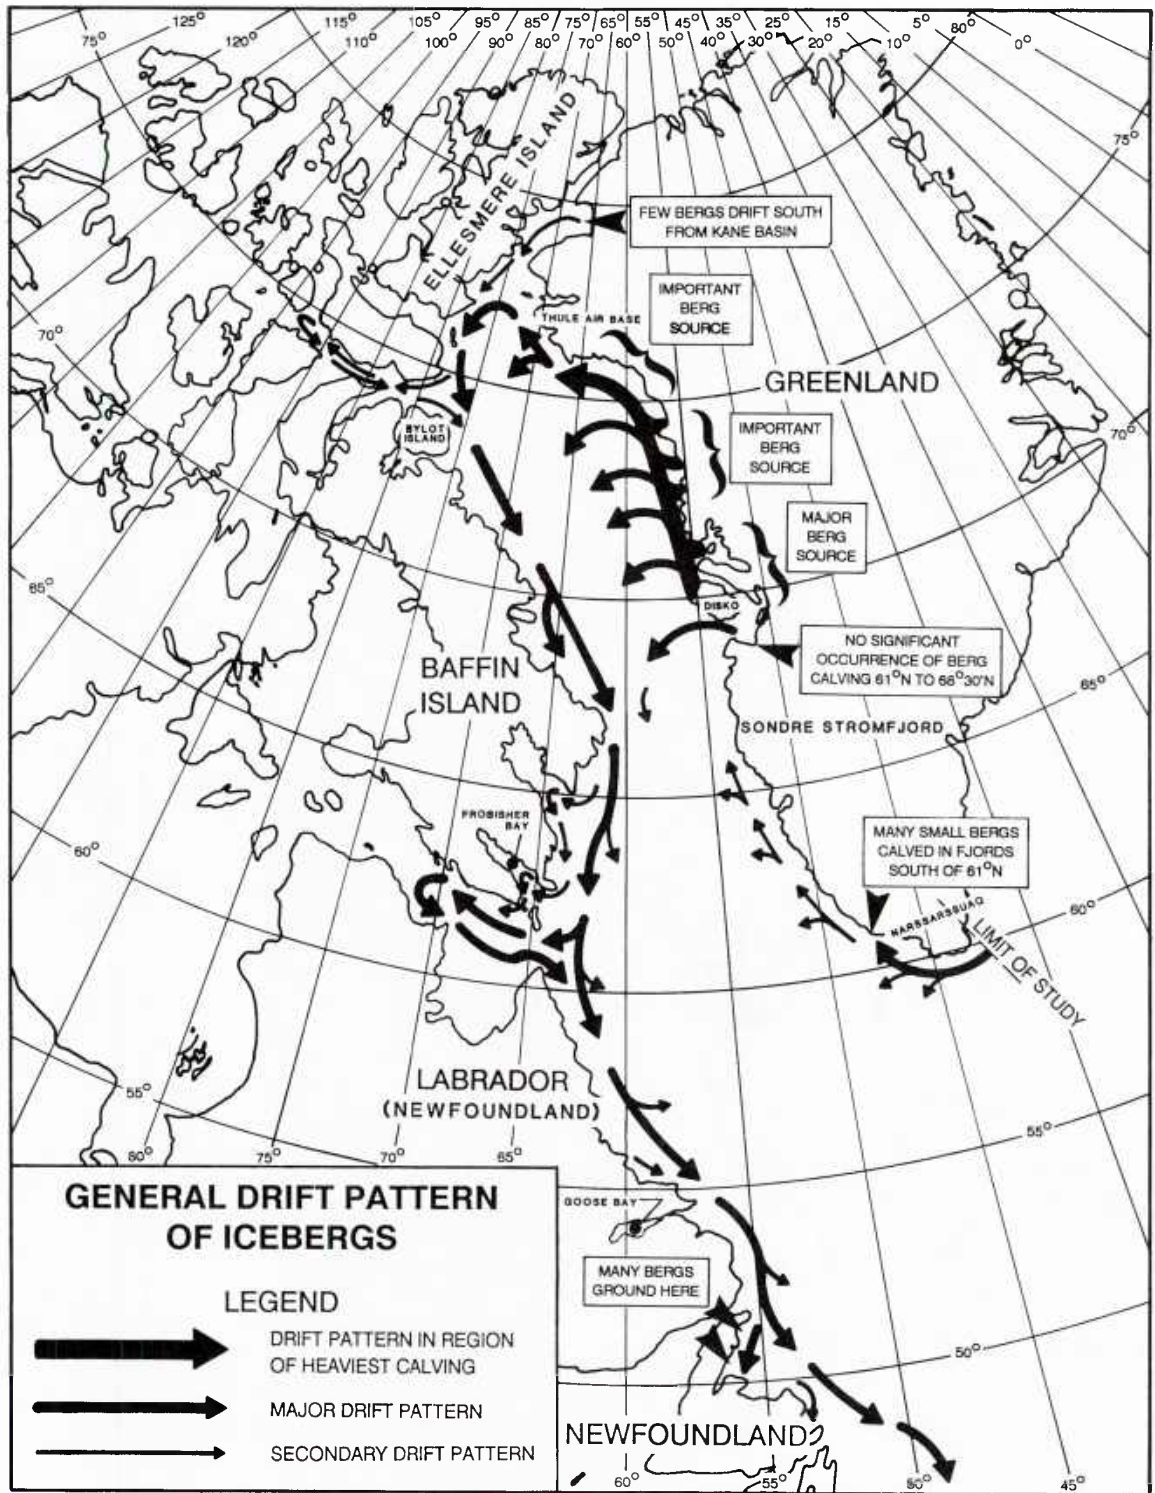 125°
115°
105°
95°
85°
75°
65°
55°
45°
35°
25°
15°
5°
80°
75°
120°
110°
100°
90°
80°
70°
60°
50°
40°
30°
20°
10°
0°
75°
ELLESMERE ISLAND
FEW BERGS DRIFT SOUTH
FROM KANE BASIN
IMPORTANT
BERG
SOURCE
THULE AIR BASE
70°
GREENLAND
BYLOT
ISLAND
IMPORTANT
BERG
SOURCE
70°
MAJOR
BERG
SOURCE
65°
DISKO
NO SIGNIFICANT
OCCURRENCE OF BERG
CALVING 61°N TO 68°30'N
BAFFIN
ISLAND
65°
SONDRE STROMFJORD
FROBISHER
BAY
MANY SMALL BERGS
CALVED IN FJORDS
SOUTH OF 61°N
60°
NARSSARSSUAQ
60°
LIMIT OF STUDY
LABRADOR
(NEWFOUNDLAND)
55°
55°
80°
75°
70°
65°
GENERAL DRIFT PATTERN
OF ICEBERGS
GOOSE BAY
MANY BERGS
GROUND HERE
LEGEND
DRIFT PATTERN IN REGION
OF HEAVIEST CALVING
50°
MAJOR DRIFT PATTERN
NEWFOUNDLAND
SECONDARY DRIFT PATTERN
60°
55°
50°
45°